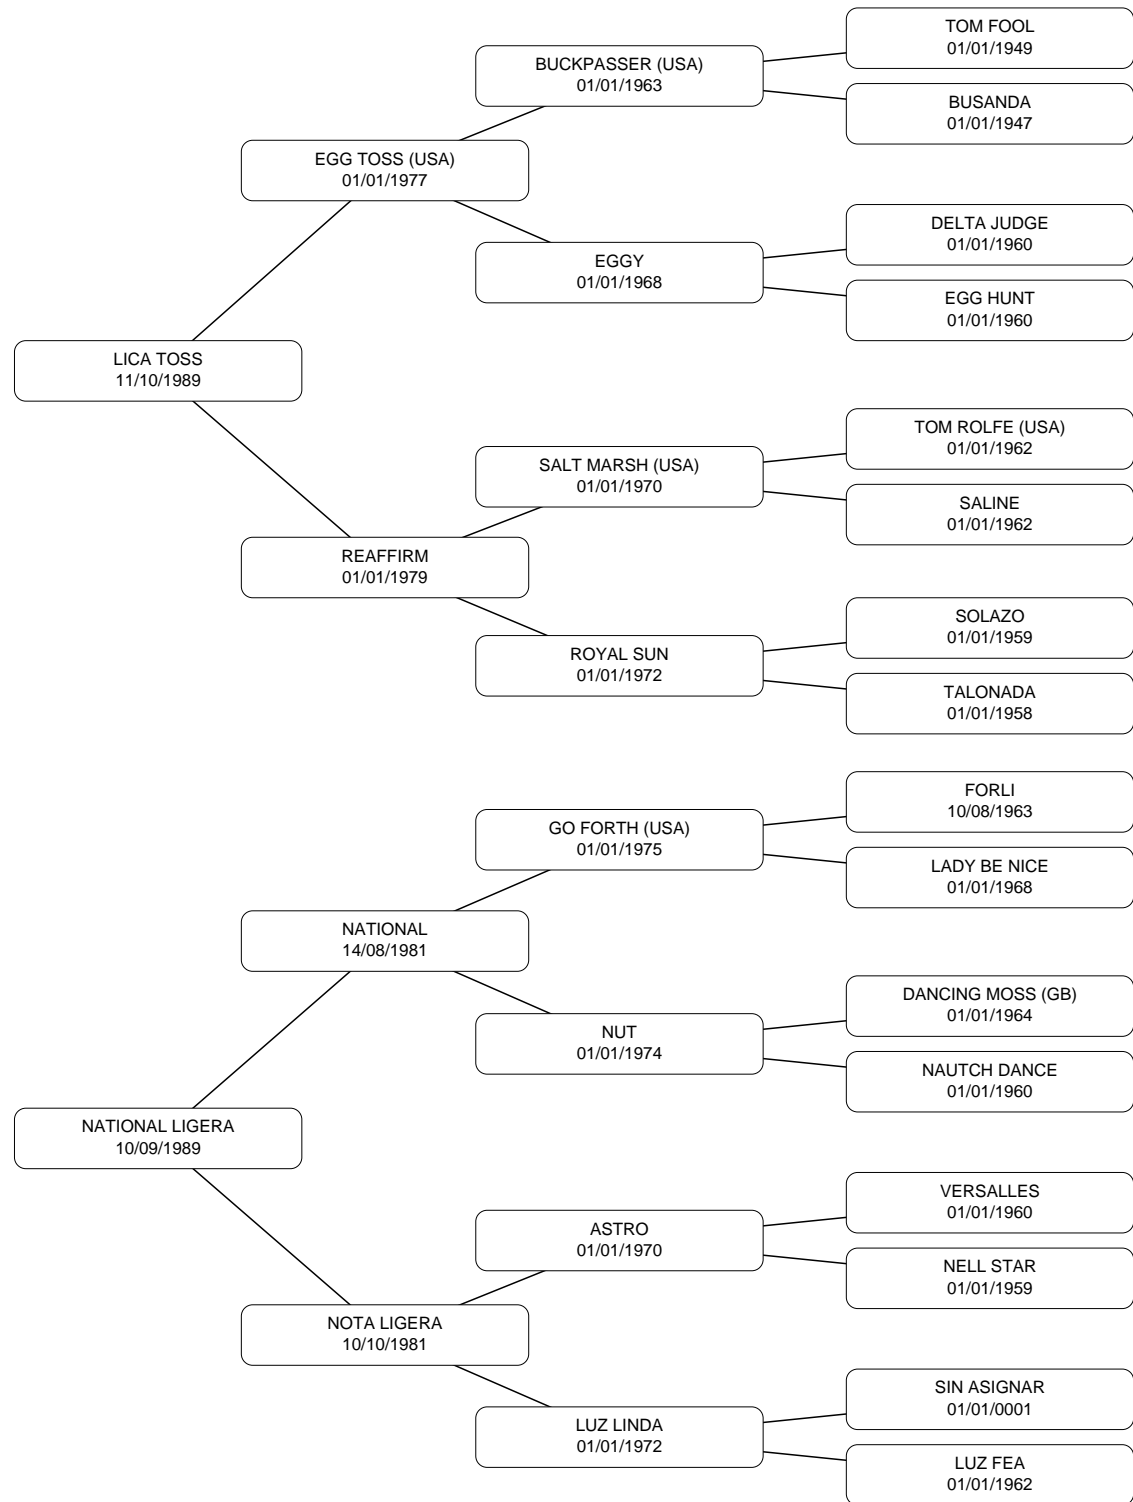 TOM FOOL
01/01/1949
BUCKPASSER (USA)
01/01/1963
BUSANDA
01/01/1947
EGG TOSS (USA)
01/01/1977
DELTA JUDGE
01/01/1960
EGGY
01/01/1968
EGG HUNT
01/01/1960
LICA TOSS
11/10/1989
TOM ROLFE (USA)
01/01/1962
SALT MARSH (USA)
01/01/1970
SALINE
01/01/1962
REAFFIRM
01/01/1979
SOLAZO
01/01/1959
ROYAL SUN
01/01/1972
TALONADA
01/01/1958
FORLI
10/08/1963
GO FORTH (USA)
01/01/1975
LADY BE NICE
01/01/1968
NATIONAL
14/08/1981
DANCING MOSS (GB)
01/01/1964
NUT
01/01/1974
NAUTCH DANCE
01/01/1960
NATIONAL LIGERA
10/09/1989
VERSALLES
01/01/1960
ASTRO
01/01/1970
NELL STAR
01/01/1959
NOTA LIGERA
10/10/1981
SIN ASIGNAR
01/01/0001
LUZ LINDA
01/01/1972
LUZ FEA
01/01/1962